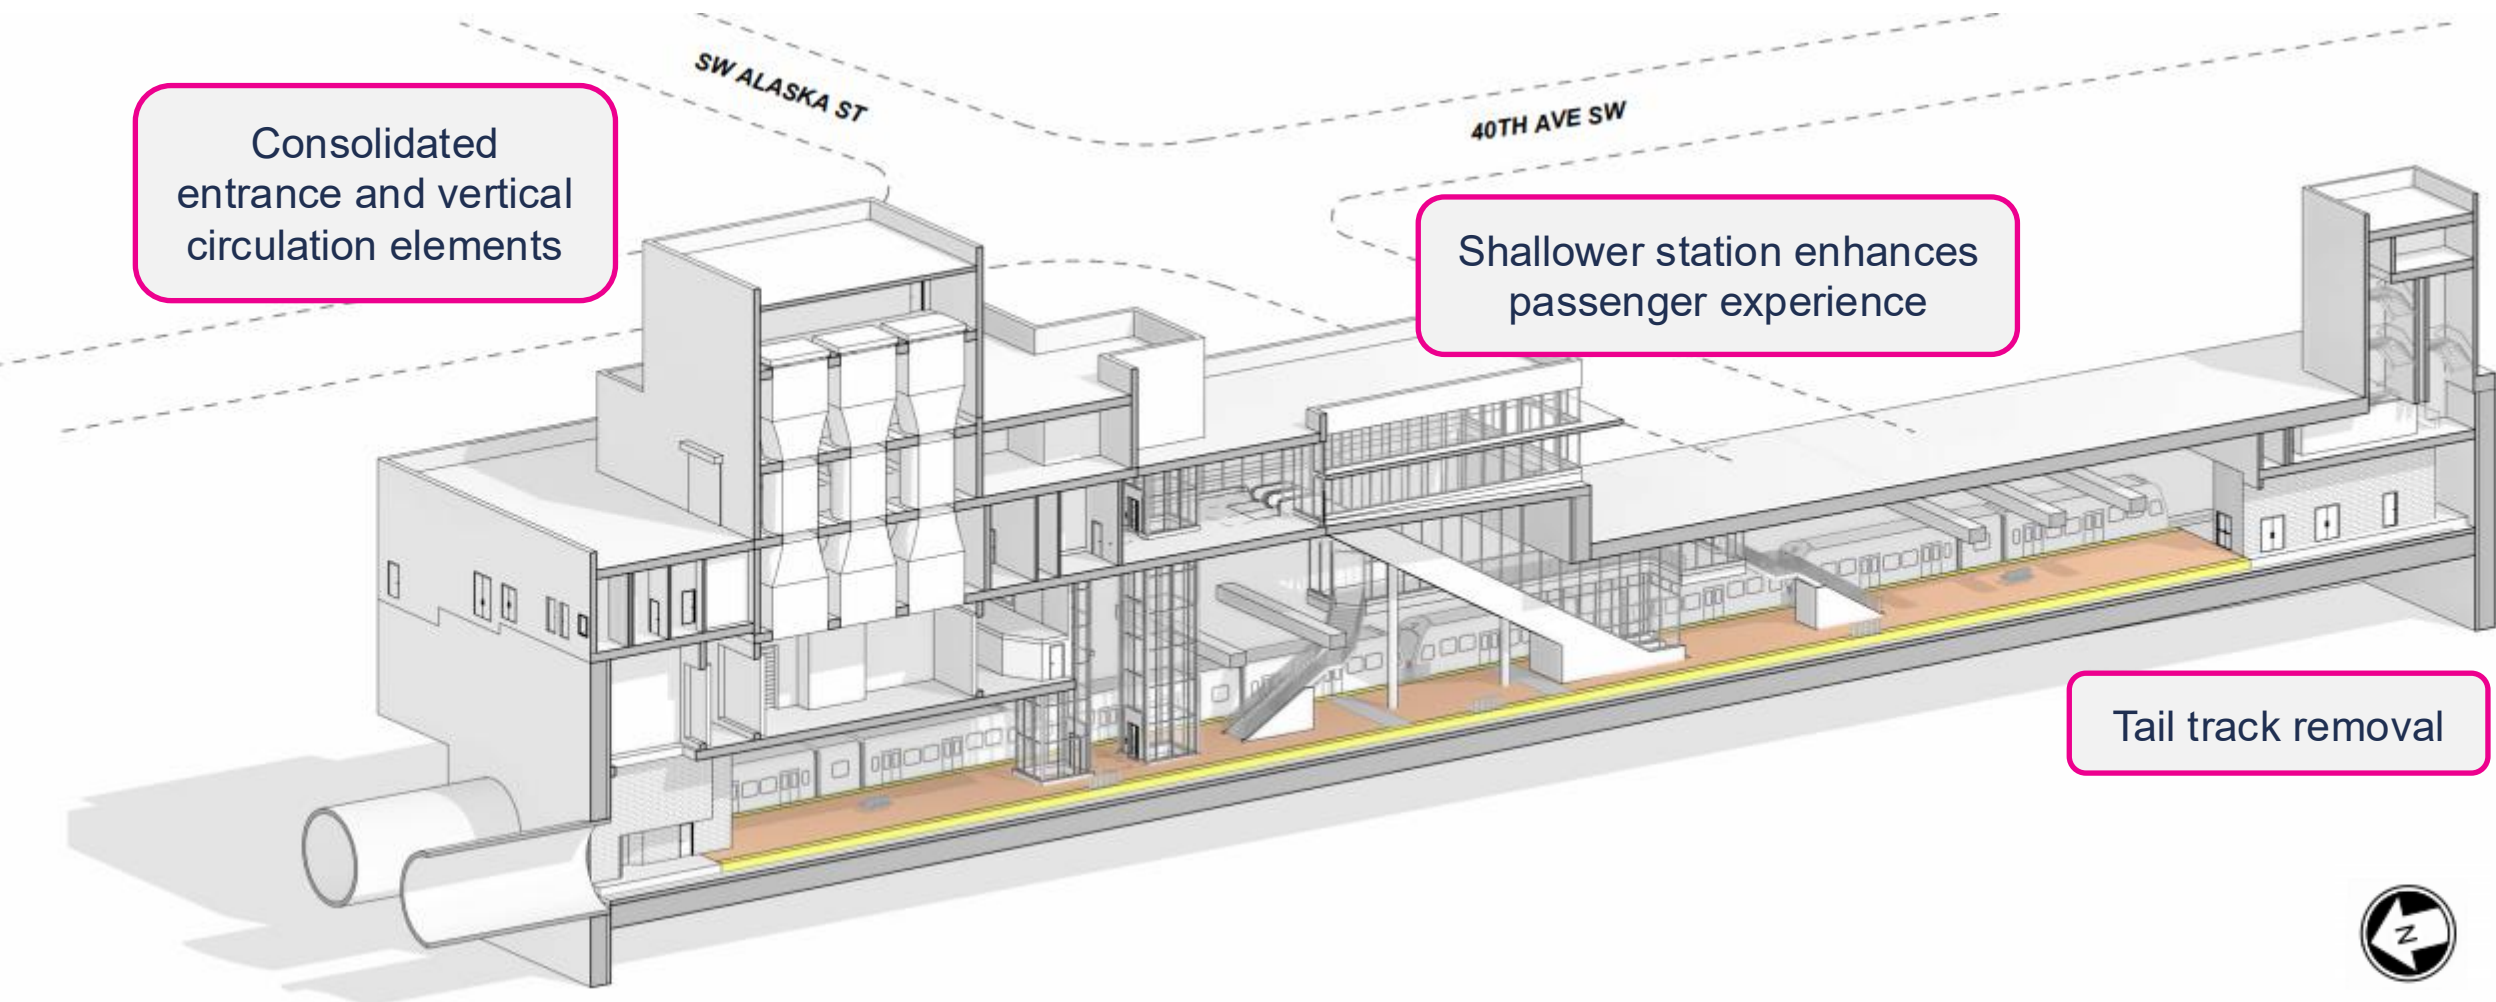 SW ALASKA ST
40TH AVE SW
Consolidated
entrance and vertical
circulation elements
Shallower station enhances
passenger experience
Tail track removal
N